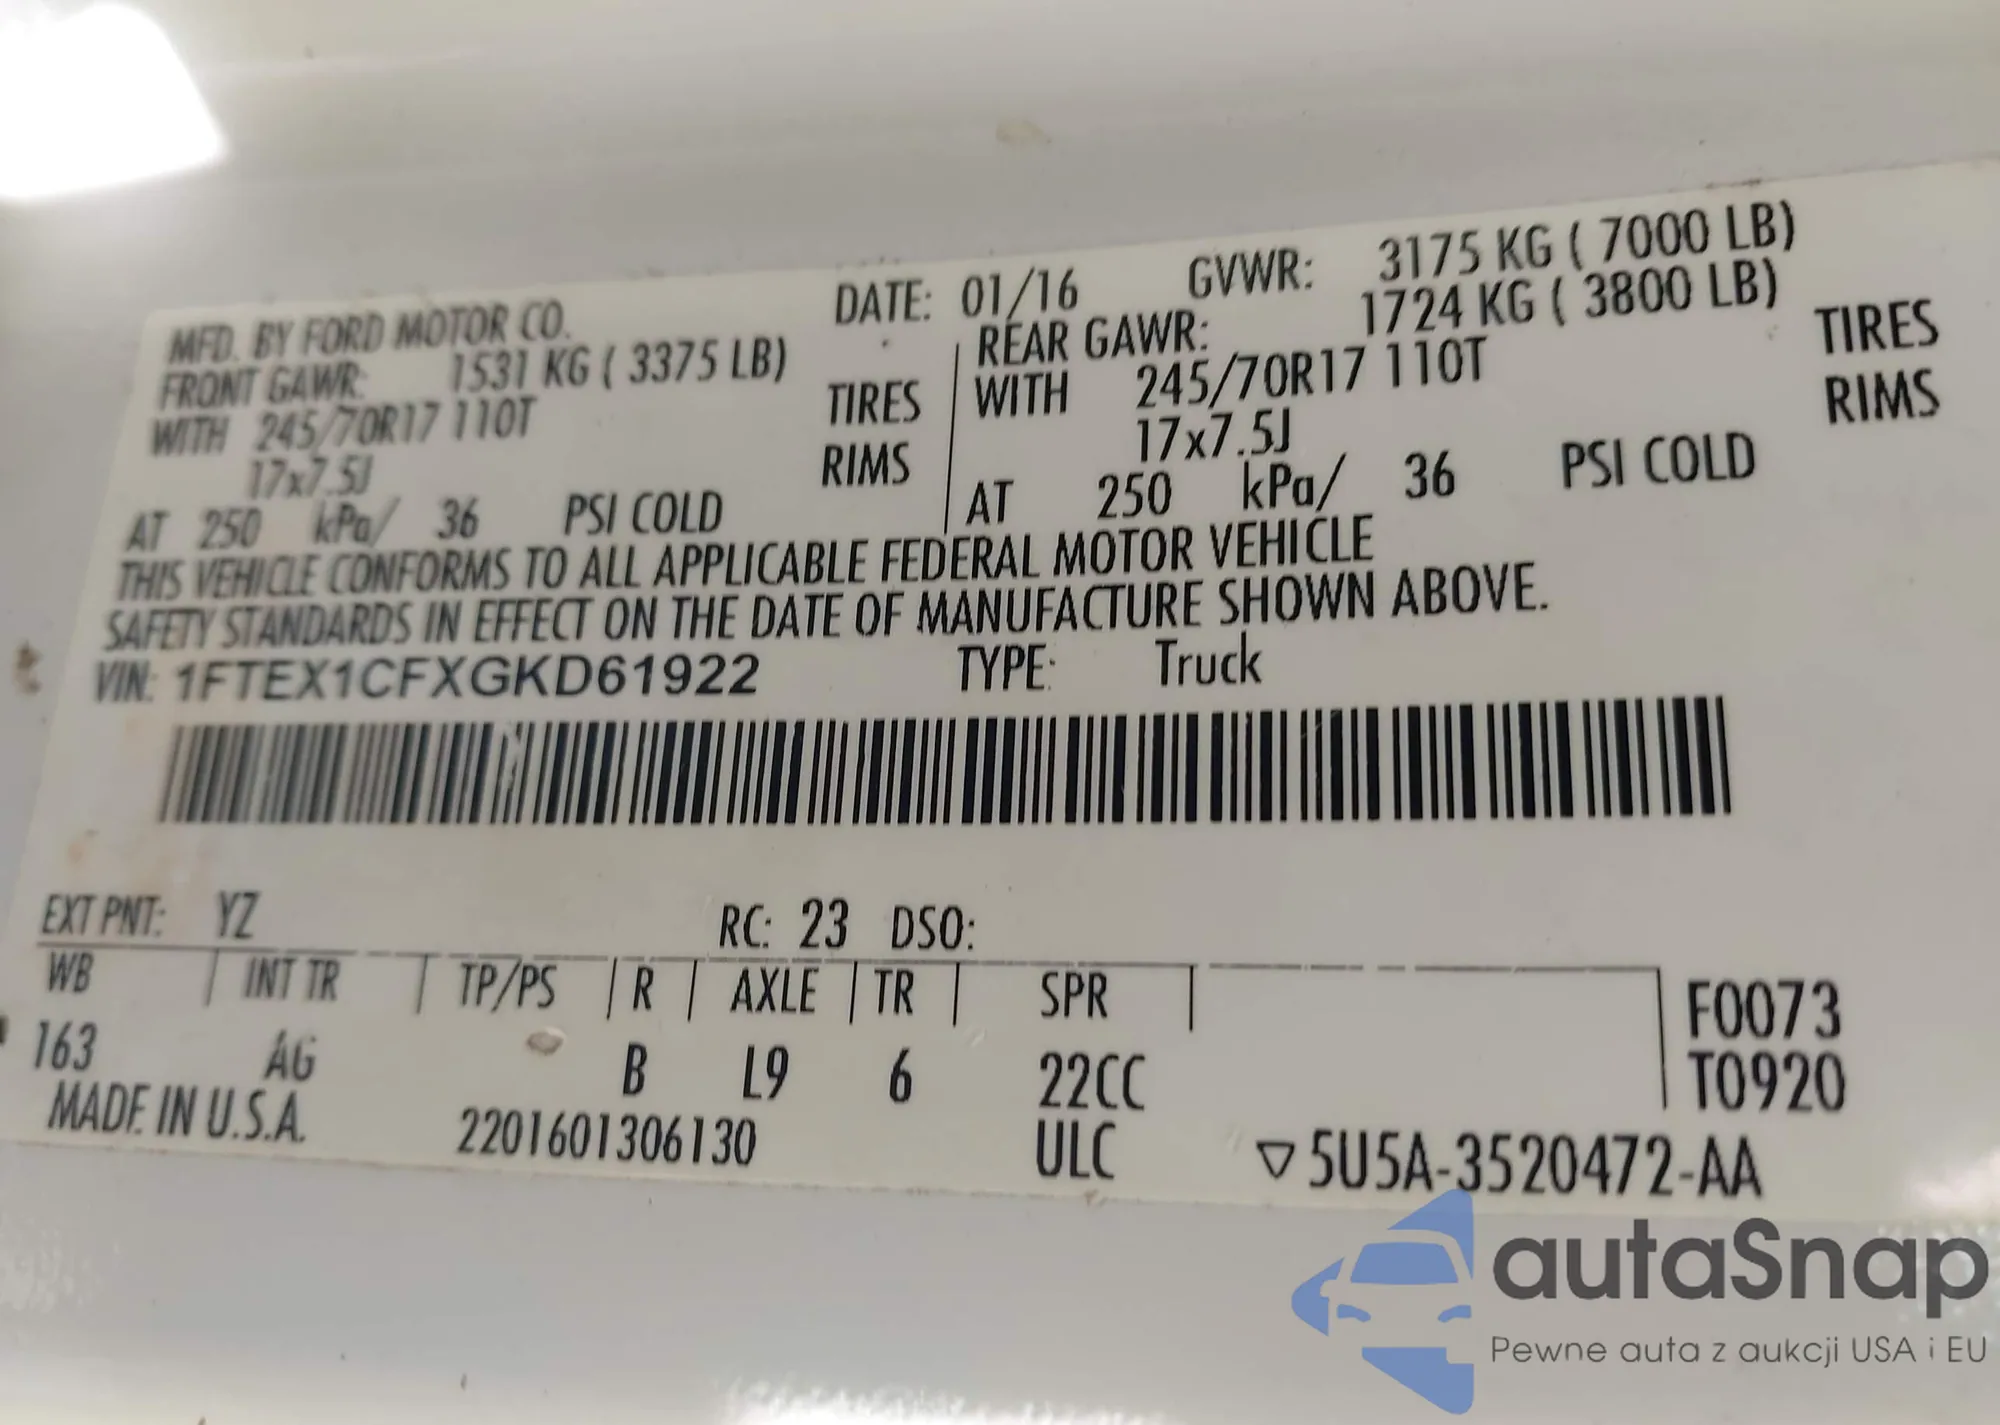 MFD. BY FORD MOTOR CO. DATE: 01/16 GVWR: 3175 KG ( 7000 LB)
FRONT GAWR: 1531 KG ( 3375 LB) REAR GAWR: 1724 KG ( 3800 LB)
WITH 245/70R17 110T TIRES WITH 245/70R17 110T TIRES
17x7.5J RIMS 17x7.5J RIMS
AT 250 kPa/ 36 PSI COLD AT 250 kPa/ 36 PSI COLD
THIS VEHICLE CONFORMS TO ALL APPLICABLE FEDERAL MOTOR VEHICLE
SAFETY STANDARDS IN EFFECT ON THE DATE OF MANUFACTURE SHOWN ABOVE.
VIN: 1FTEX1CFXGKD61922 TYPE: Truck
EXT PNT: YZ RC: 23 DSO:
WB INT TR TP/PS R AXLE TR SPR F0073
163 AG B L9 6 22CC T0920
MADE IN U.S.A. 2201601306130 ULC ▽5U5A-3520472-AA
autaSnap
Pewne auta z aukcji USA i EU